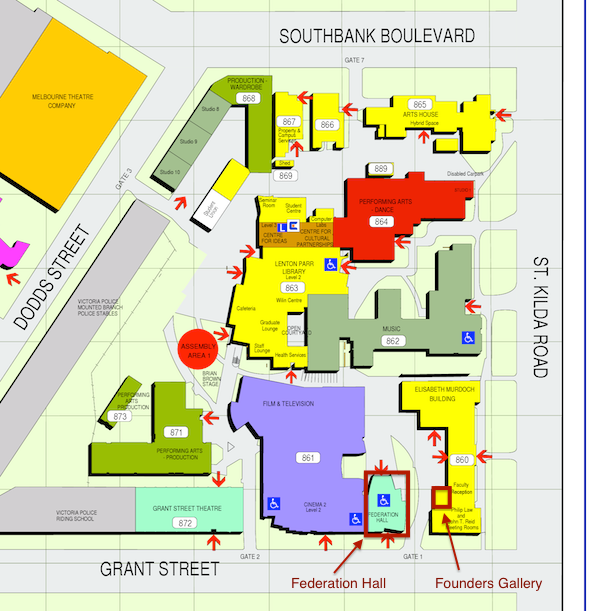 SOUTHBANK BOULEVARD
GATE 7
MELBOURNE THEATRE
COMPANY
PRODUCTION -
WARDROBE
868
Studio 8
Studio 9
Studio 10
867
Property &
Campus
Services
866
865
ARTS HOUSE
Hybrid Space
Shed
869
889
Disabled Carpark
GATE 3
Student
Union
PERFORMING ARTS
DANCE
864
STUDIO 1
Seminar
Room
Student
Centre
Level 1
Computer
Labs
CENTRE
FOR IDEAS
CENTRE FOR
CULTURAL
PARTNERSHIPS
LENTON PARR
LIBRARY
Level 2
863
Wilin Centre
Cafeteria
Graduate
Lounge
OPEN
COURTYARD
Staff
Lounge
Health Services
MUSIC
862
DODDS STREET
ST. KILDA ROAD
VICTORIA POLICE
MOUNTED BRANCH
POLICE STABLES
ASSEMBLY
AREA 1
BRIAN
BROWN
STAGE
PERFORMING
ARTS
PRODUCTION
873
871
PERFORMING ARTS
- PRODUCTION
FILM & TELEVISION
861
CINEMA 2
Level 2
ELISABETH MURDOCH
BUILDING
860
Faculty
Reception
Philip Law
and
John T. Reid
Meeting Rooms
FEDERATION
HALL
VICTORIA POLICE
RIDING SCHOOL
GRANT STREET THEATRE
872
GATE 2
GATE 1
GRANT STREET
Federation Hall
Founders Gallery